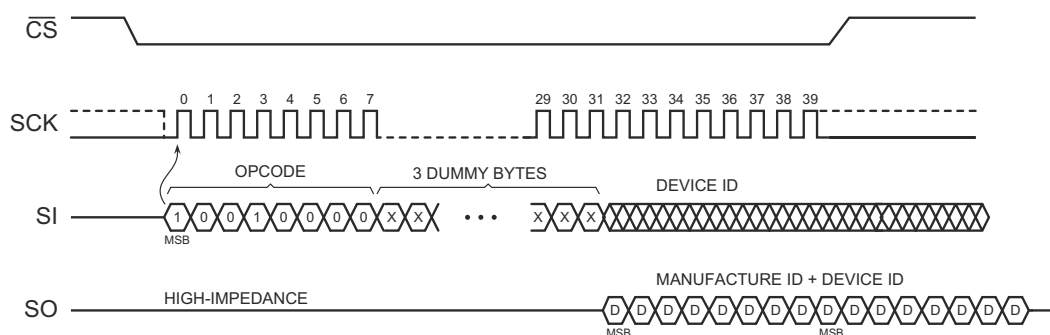 CS
0 1 2 3 4 5 6 7 29 30 31 32 33 34 35 36 37 38 39
SCK
OPCODE 3 DUMMY BYTES DEVICE ID
SI 1 0 0 1 0 0 0 0 X X ••• X X X
MSB
MANUFACTURE ID + DEVICE ID
HIGH-IMPEDANCE
SO D D D D D D D D D D D D D D D D
MSB MSB